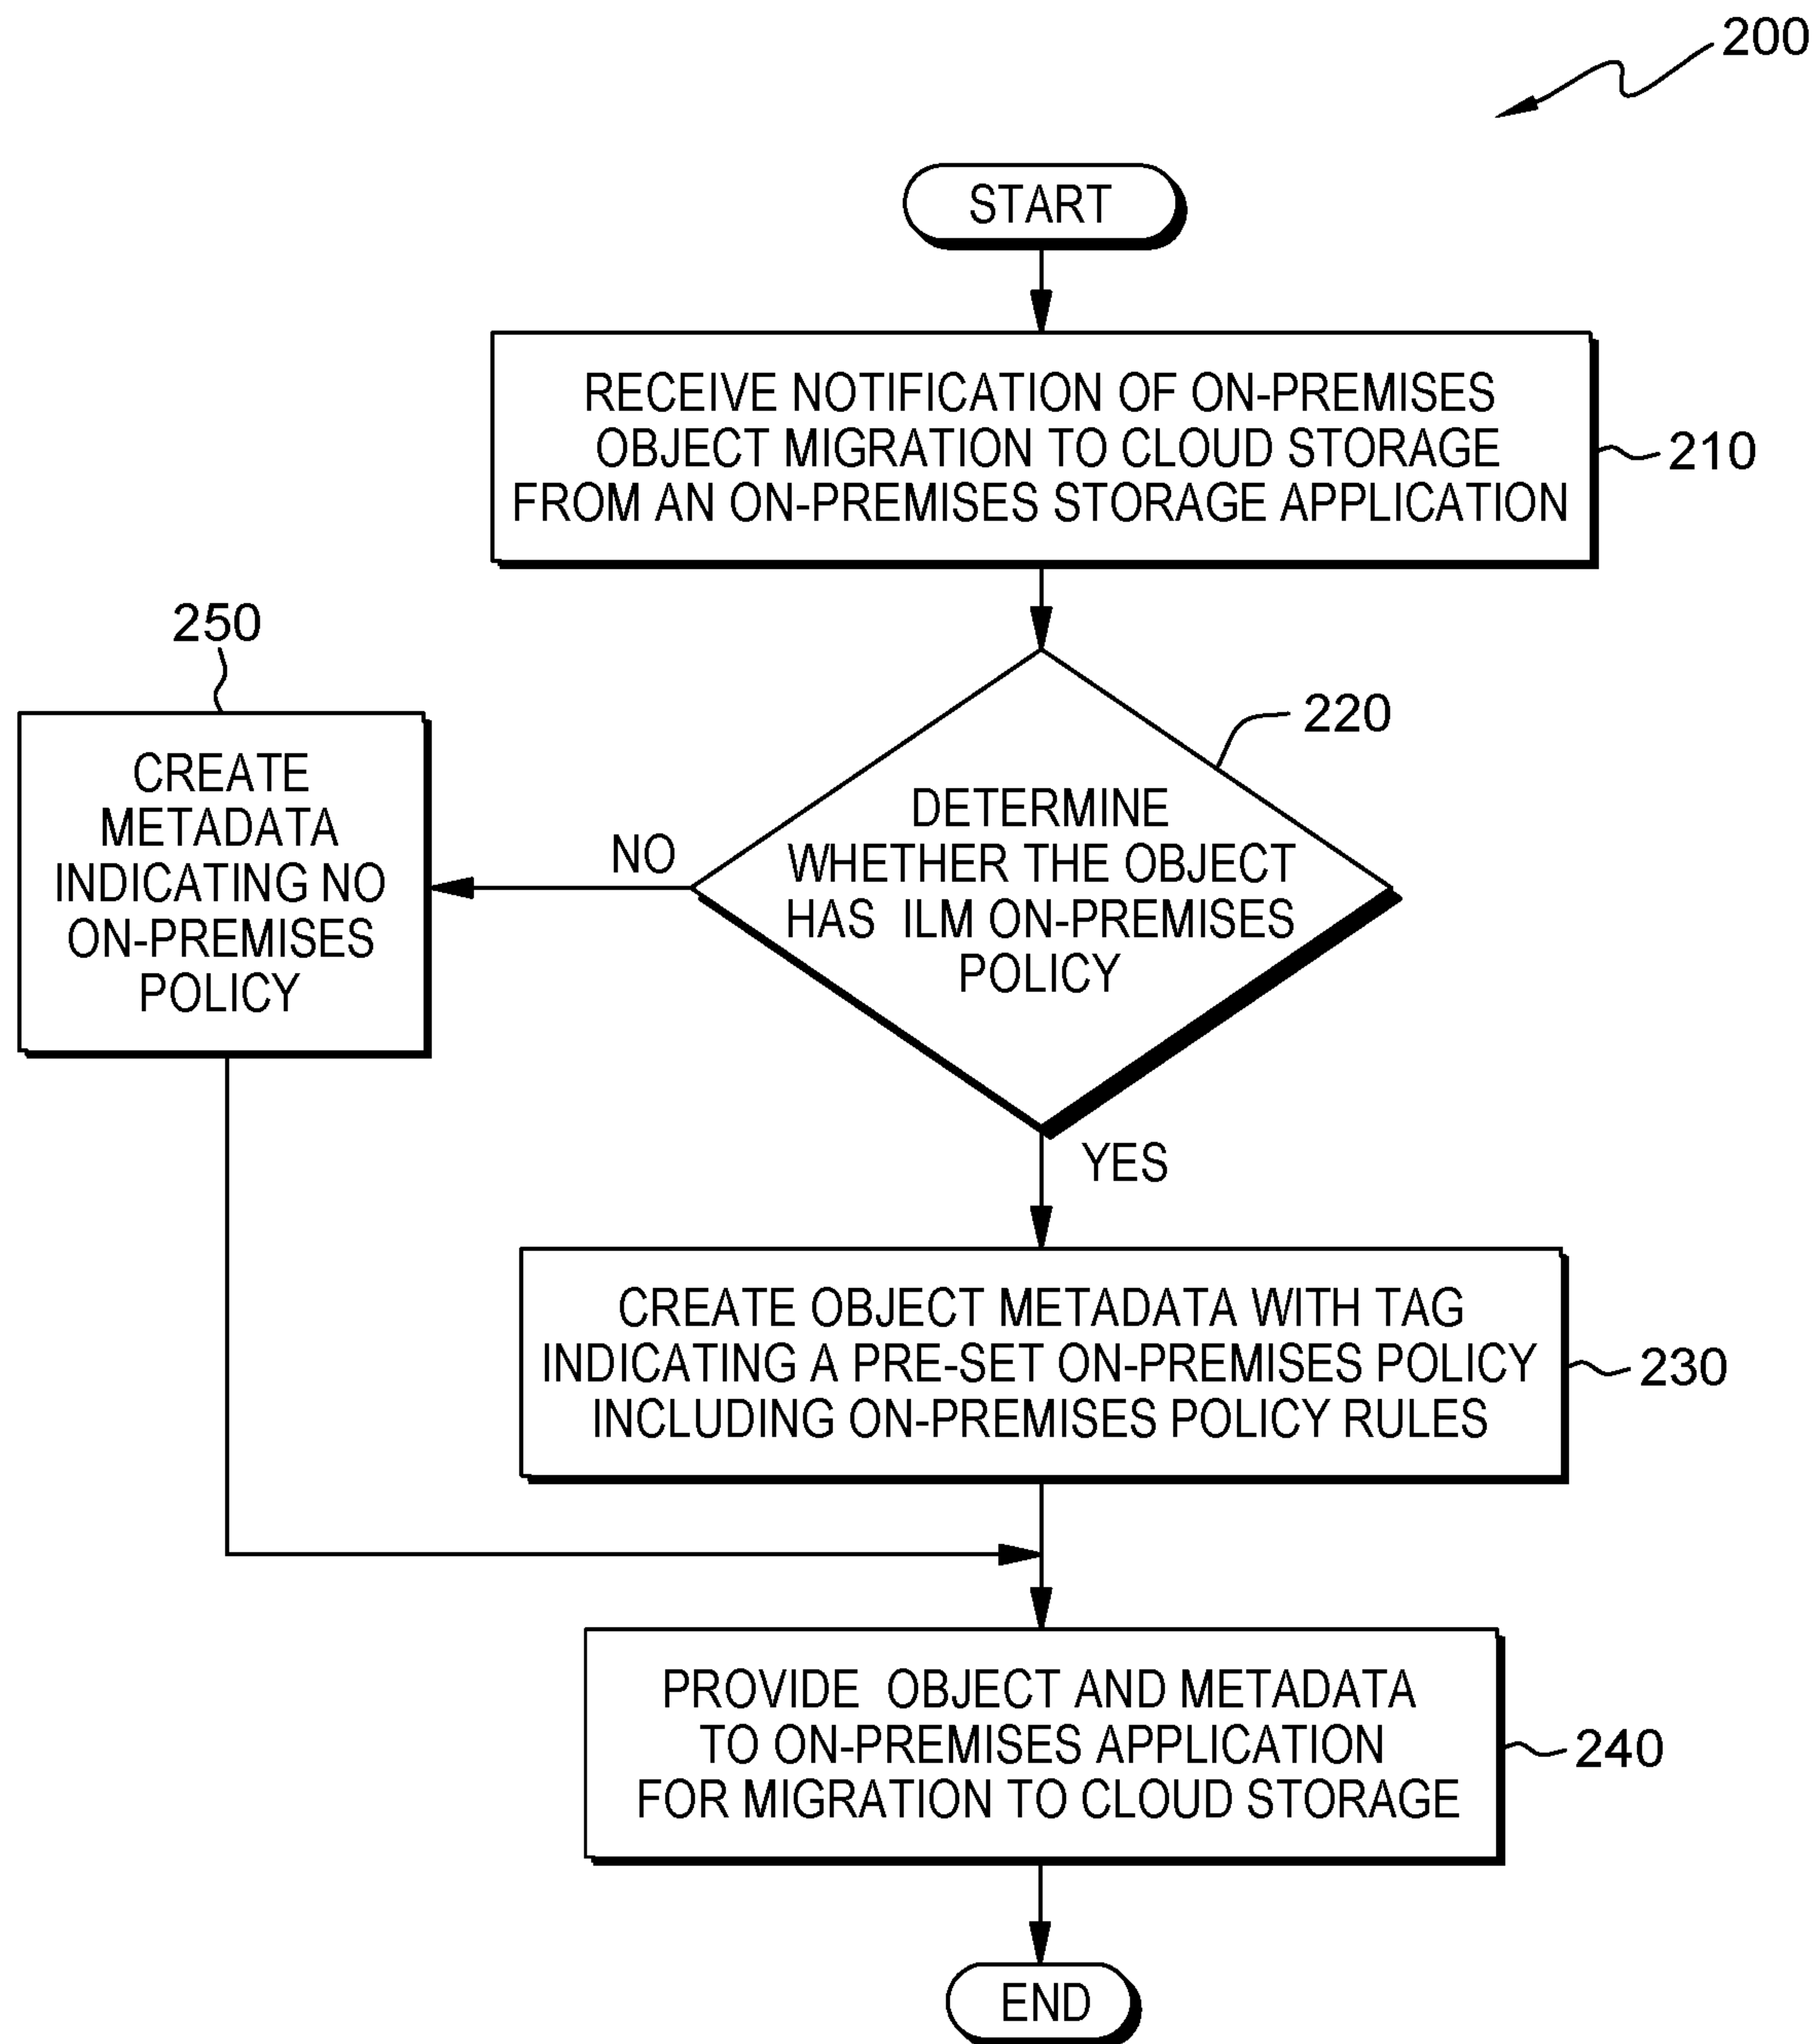 200
START
RECEIVE NOTIFICATION OF ON-PREMISES
OBJECT MIGRATION TO CLOUD STORAGE
FROM AN ON-PREMISES STORAGE APPLICATION
210
220
DETERMINE
WHETHER THE OBJECT
HAS ILM ON-PREMISES
POLICY
NO
250
CREATE
METADATA
INDICATING NO
ON-PREMISES
POLICY
YES
CREATE OBJECT METADATA WITH TAG
INDICATING A PRE-SET ON-PREMISES POLICY
INCLUDING ON-PREMISES POLICY RULES
230
PROVIDE OBJECT AND METADATA
TO ON-PREMISES APPLICATION
FOR MIGRATION TO CLOUD STORAGE
240
END